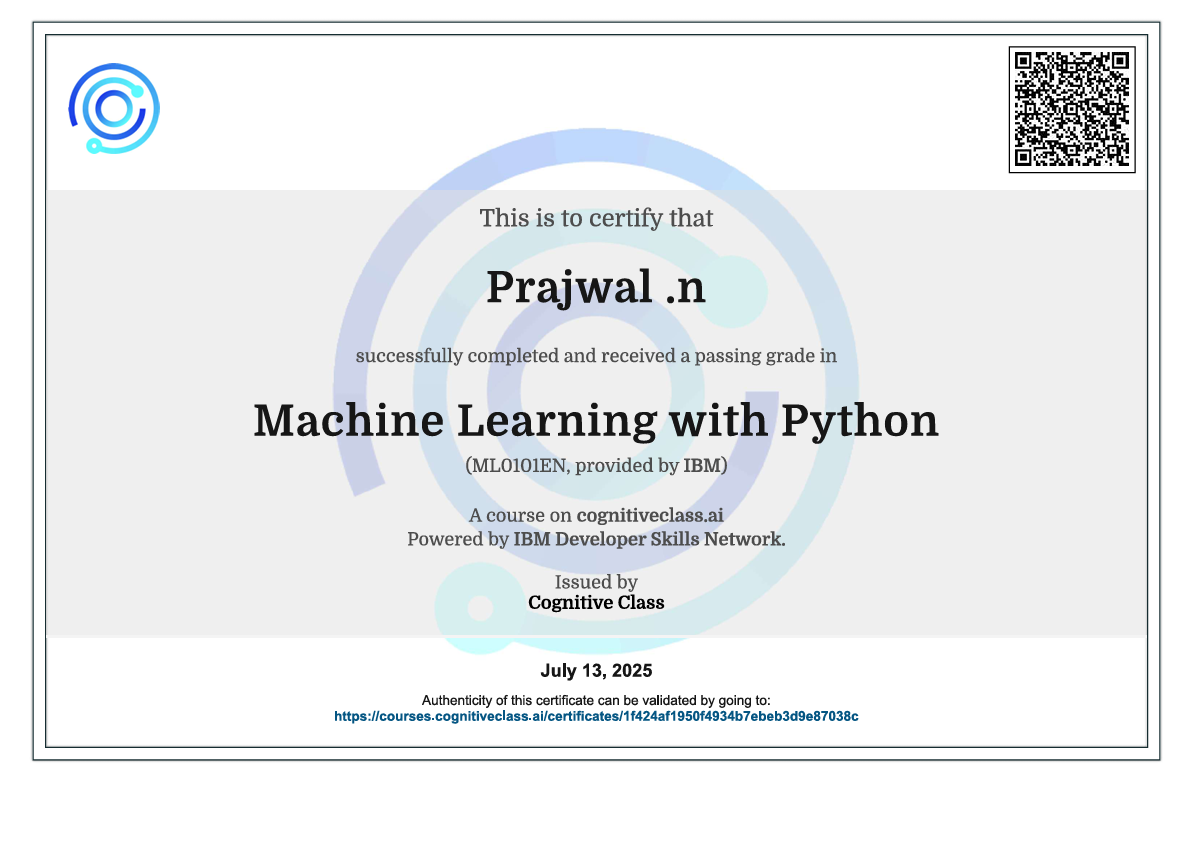 This is to certify that
Prajwal .n
successfully completed and received a passing grade in
Machine Learning with Python
(ML0101EN, provided by IBM)
A course on cognitiveclass.ai
Powered by IBM Developer Skills Network.
Issued by
Cognitive Class
July 13, 2025
Authenticity of this certificate can be validated by going to:
https://courses.cognitiveclass.ai/certificates/1f424af1950f4934b7ebeb3d9e87038c